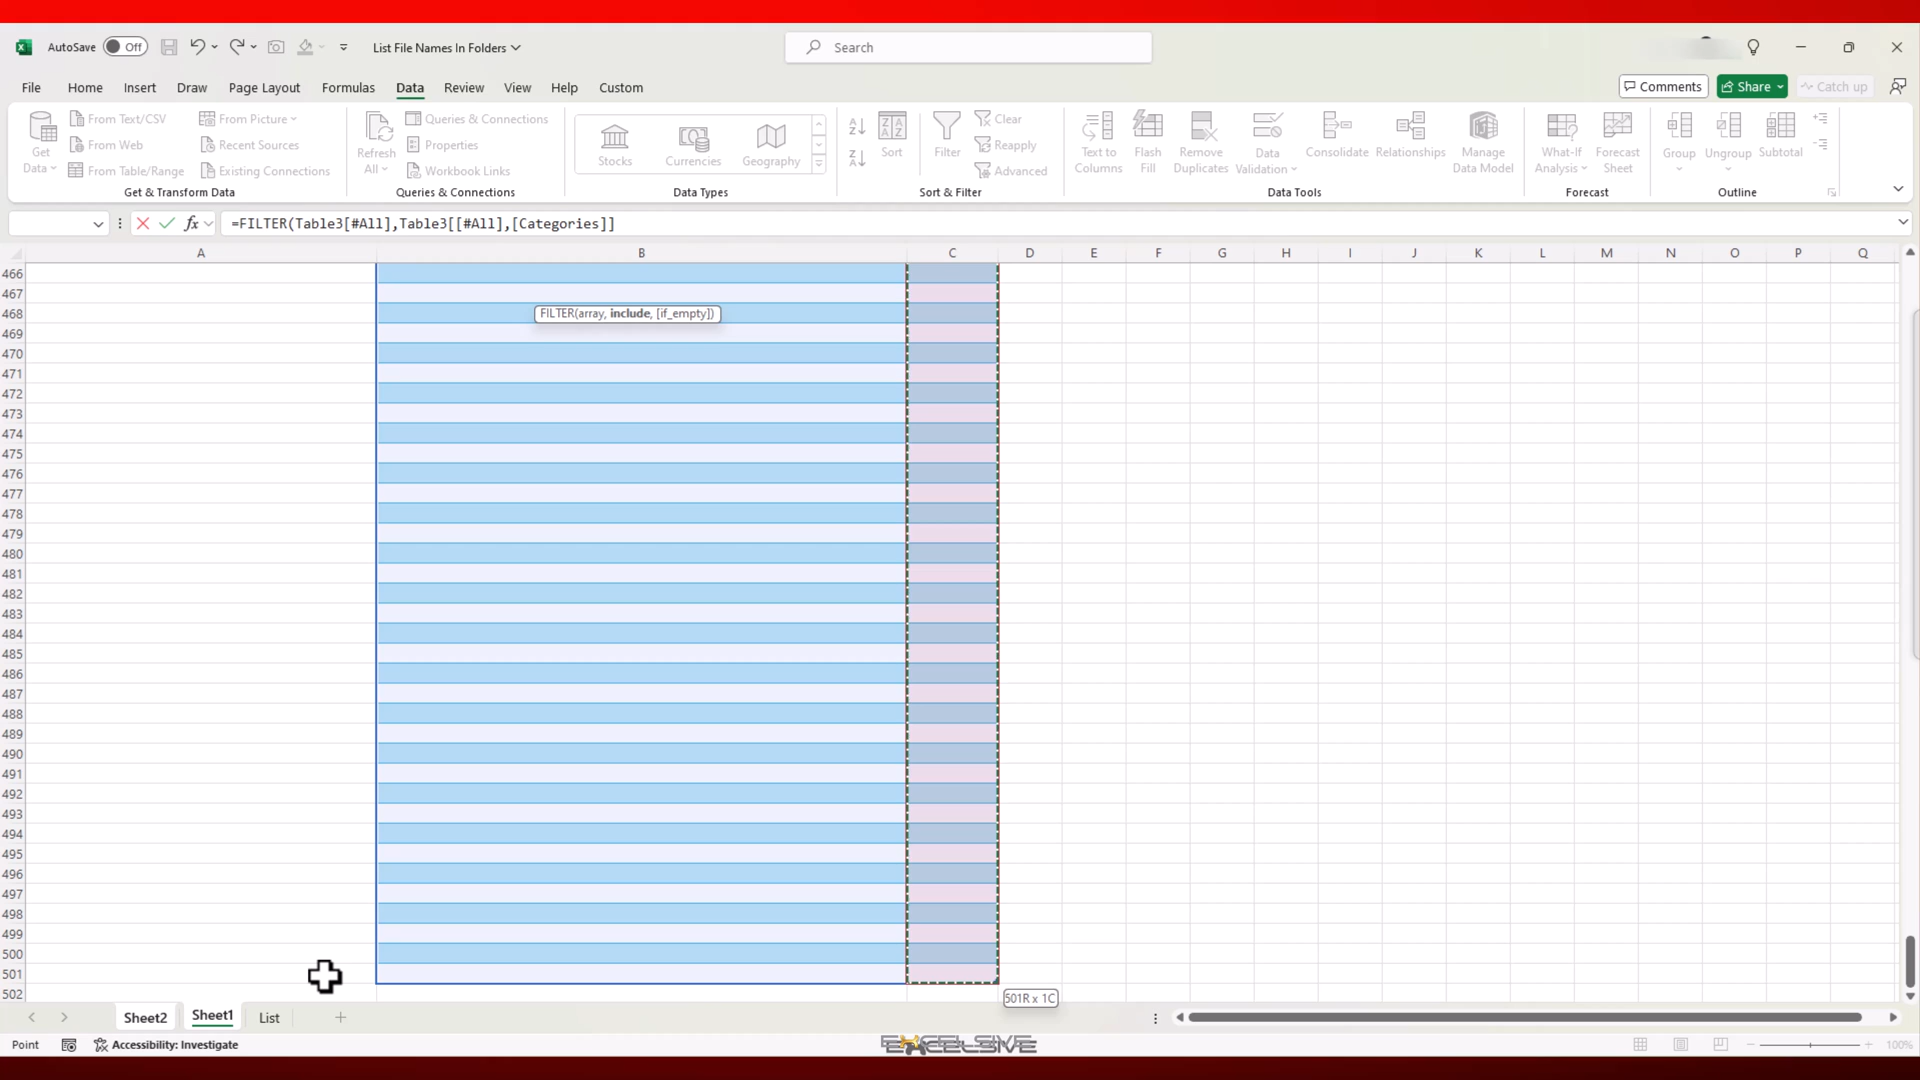 AutoSave Off List File Names In Folders Search
File Home Insert Draw Page Layout Formulas Data Review View Help Custom Comments Share Catch up
Get Data
From Text/CSV
From Web
From Table/Range
From Picture
Recent Sources
Existing Connections
Get & Transform Data
Refresh All
Queries & Connections
Properties
Workbook Links
Queries & Connections
Stocks Currencies Geography
Data Types
Sort
Filter
Clear
Reapply
Advanced
Sort & Filter
Text to Columns
Flash Fill
Remove Duplicates
Data Validation
Consolidate
Relationships
Manage Data Model
Data Tools
What-If Analysis
Forecast Sheet
Forecast
Group
Ungroup
Subtotal
Outline
fx =FILTER(Table3[#All],Table3[[#All],[Categories]]
A B C D E F G H I J K L M N O P Q
466
467
468 FILTER(array, include, [if_empty])
469
470
471
472
473
474
475
476
477
478
479
480
481
482
483
484
485
486
487
488
489
490
491
492
493
494
495
496
497
498
499
500
501
502 501R x 1C
Sheet2 Sheet1 List
Point Accessibility: Investigate EXCELSIVE 100%